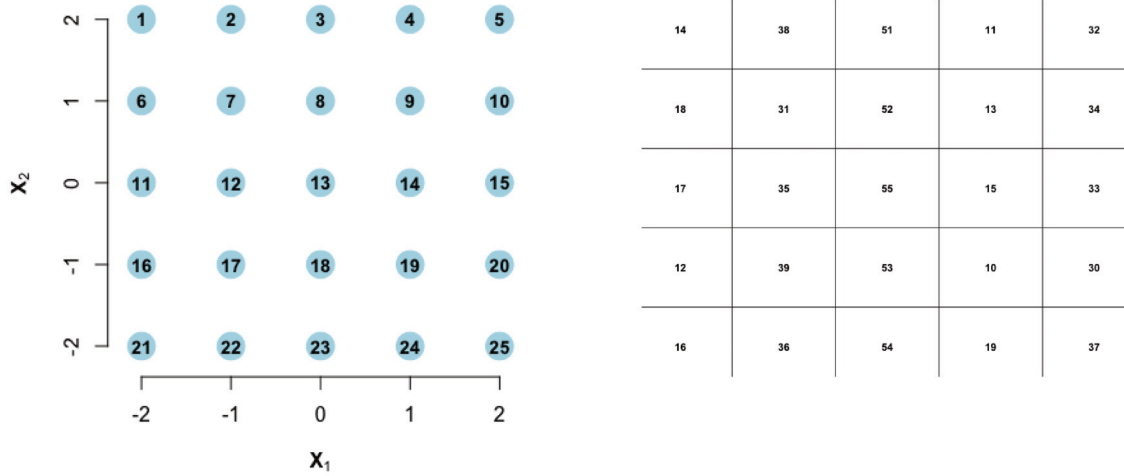 2 1 2 3 4 5
1 6 7 8 9 10
0 11 12 13 14 15
-1 16 17 18 19 20
-2 21 22 23 24 25
-2 -1 0 1 2
X₂
X₁
14 38 51 11 32
18 31 52 13 34
17 35 55 15 33
12 39 53 10 30
16 36 54 19 37